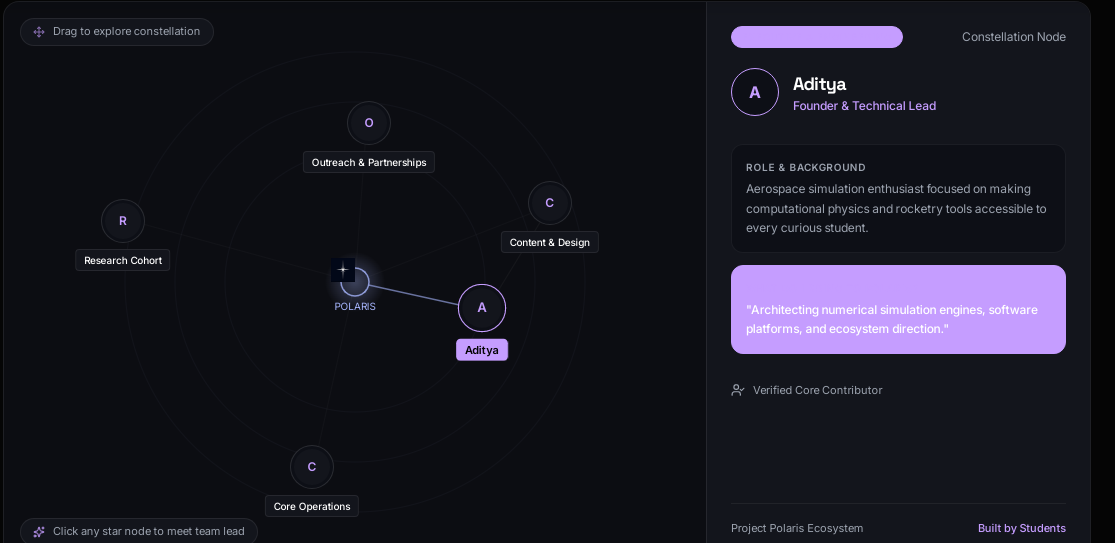 Drag to explore constellation
O
Outreach & Partnerships
C
Content & Design
R
Research Cohort
POLARIS
A
Aditya
C
Core Operations
Click any star node to meet team lead
Constellation Node
A
Aditya
Founder & Technical Lead
ROLE & BACKGROUND
Aerospace simulation enthusiast focused on making
computational physics and rocketry tools accessible to
every curious student.
"Architecting numerical simulation engines, software
platforms, and ecosystem direction."
Verified Core Contributor
Project Polaris Ecosystem
Built by Students